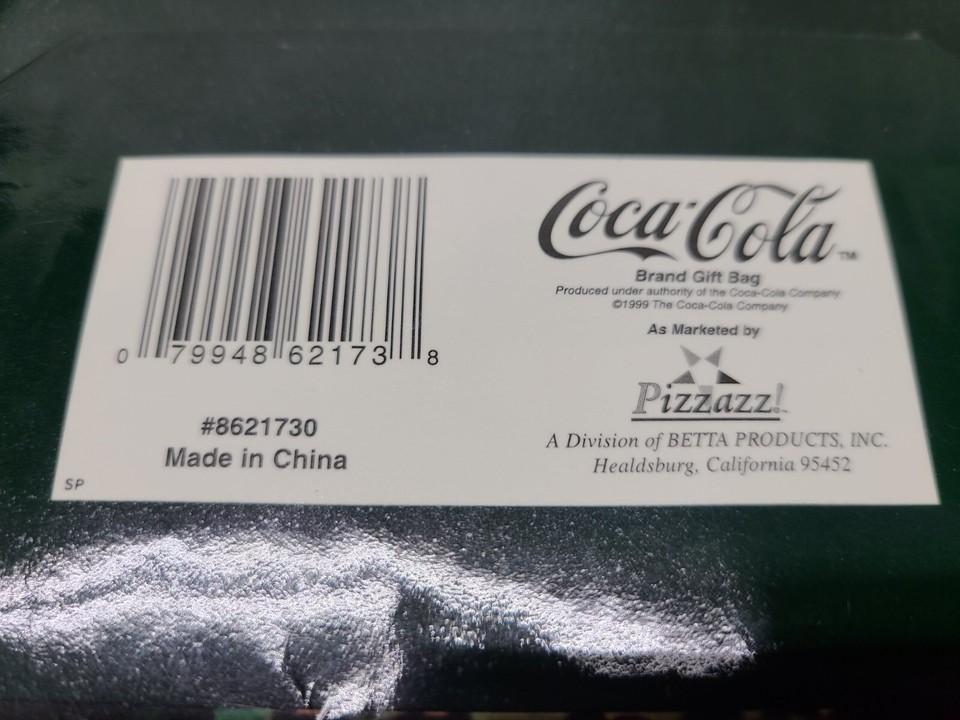 0 79948 62173 8
#8621730
Made in China
SP
Coca-Cola™
Brand Gift Bag
Produced under authority of the Coca-Cola Company
©1999 The Coca-Cola Company
As Marketed by
Pizzazz!™
A Division of BETTA PRODUCTS, INC.
Healdsburg, California 95452